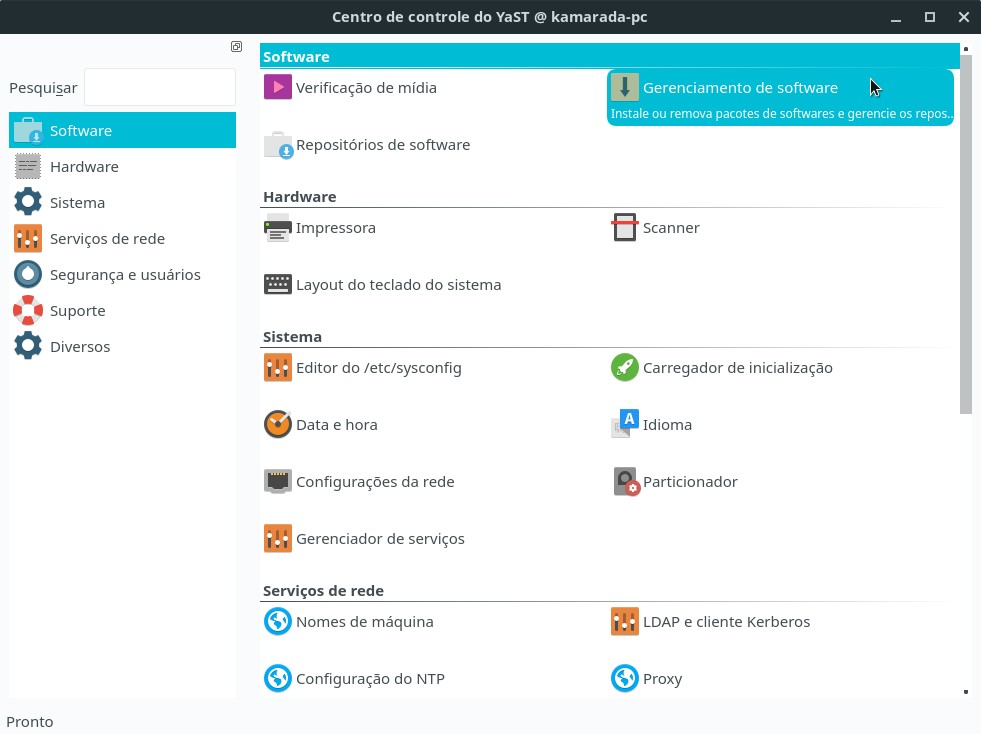 Centro de controle do YaST @ kamarada-pc
Pesquisar
Software
Hardware
Sistema
Serviços de rede
Segurança e usuários
Suporte
Diversos
Software
Verificação de mídia
Gerenciamento de software
Instale ou remova pacotes de softwares e gerencie os repos..
Repositórios de software
Hardware
Impressora
Scanner
Layout do teclado do sistema
Sistema
Editor do /etc/sysconfig
Carregador de inicialização
Data e hora
Idioma
Configurações da rede
Particionador
Gerenciador de serviços
Serviços de rede
Nomes de máquina
LDAP e cliente Kerberos
Configuração do NTP
Proxy
Pronto